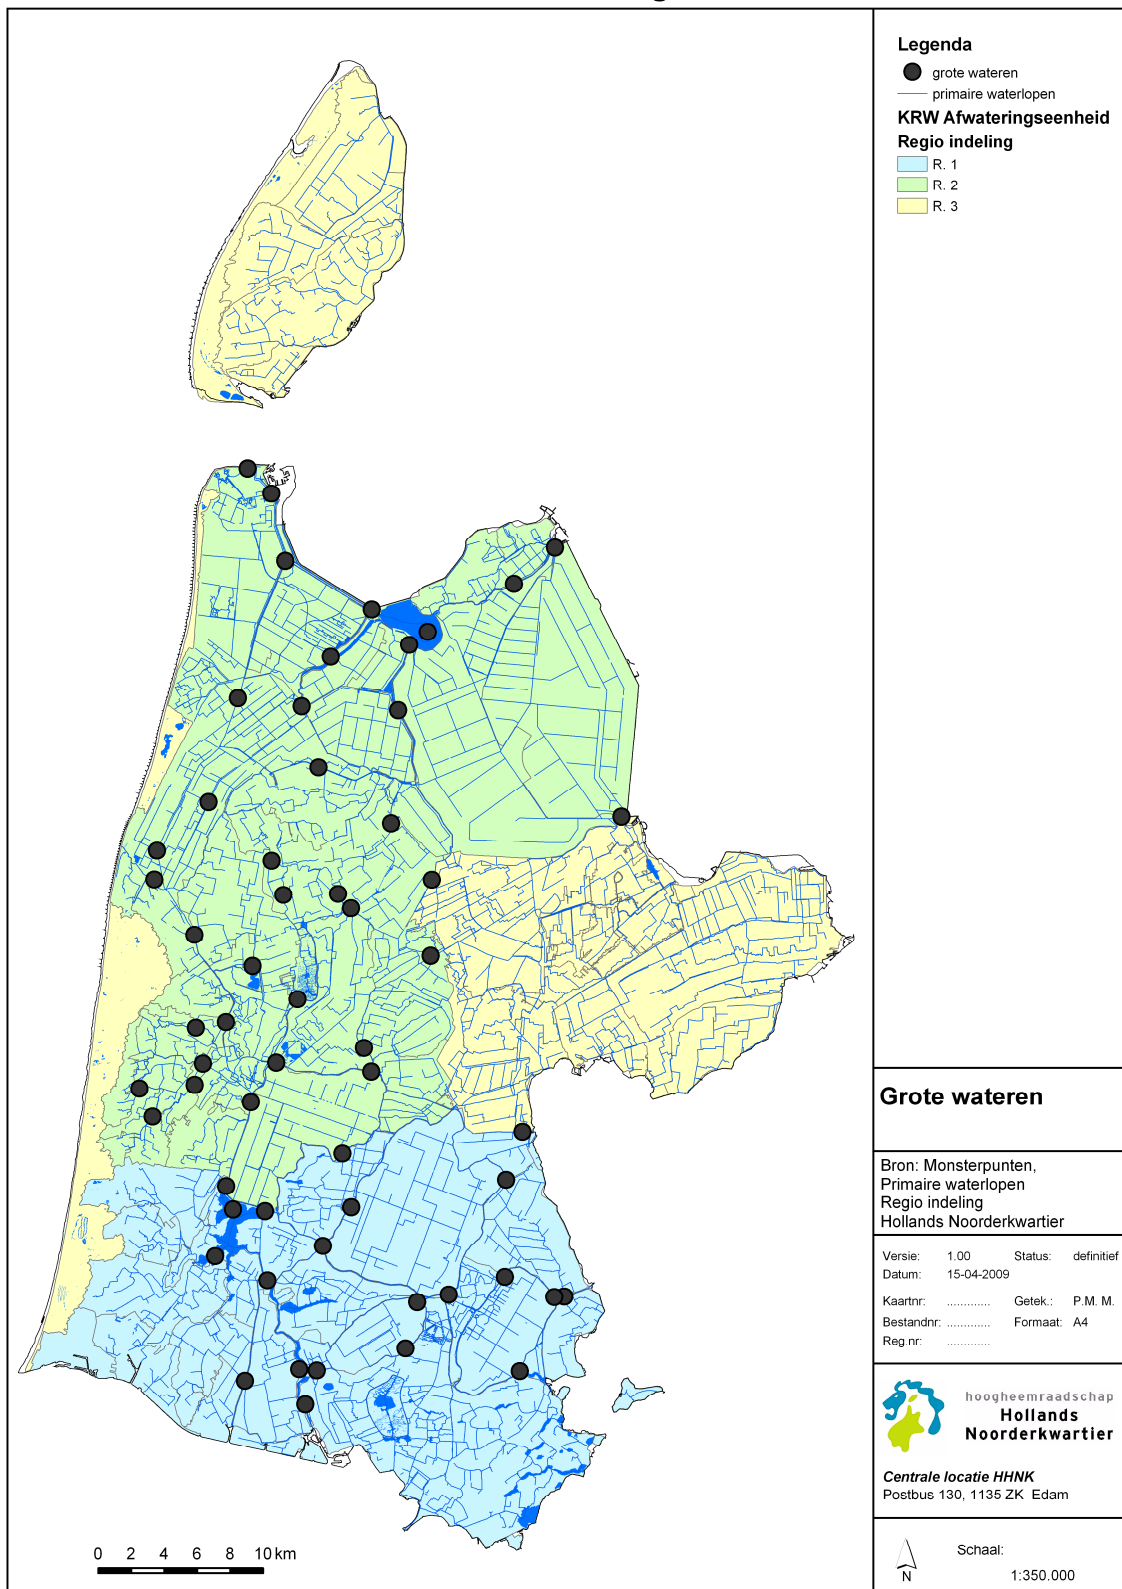 Legenda
grote wateren
primaire waterlopen
KRW Afwateringseenheid
Regio indeling
R. 1
R. 2
R. 3
Grote wateren
Bron: Monsterpunten,
Primaire waterlopen
Regio indeling
Hollands Noorderkwartier
Versie: 1.00 Status: definitief
Datum: 15-04-2009
Kaartnr: ............. Getek.: P.M. M.
Bestandnr: ............. Formaat: A4
Reg.nr: .............
hoogheemraadschap
Hollands
Noorderkwartier
Centrale locatie HHNK
Postbus 130, 1135 ZK Edam
Schaal:
1:350.000
N
0 2 4 6 8 10 km